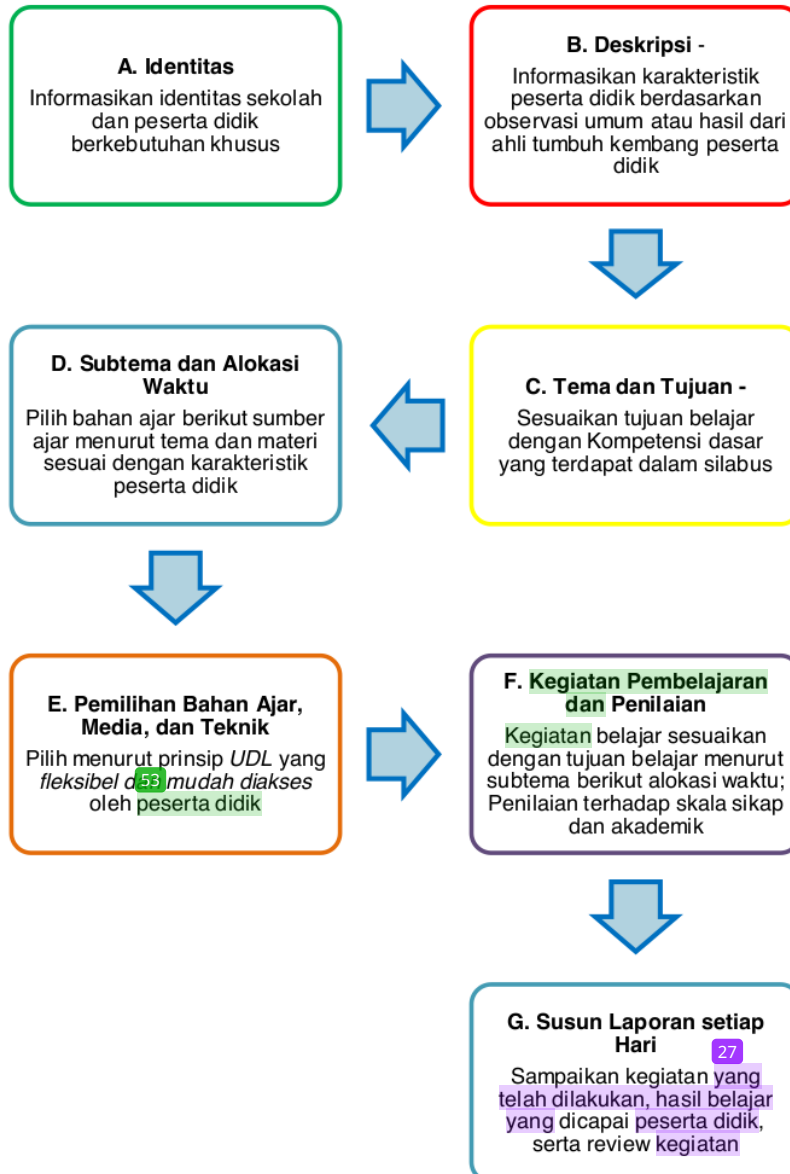 A. Identitas
Informasikan identitas sekolah
dan peserta didik
berkebutuhan khusus
B. Deskripsi -
Informasikan karakteristik
peserta didik berdasarkan
observasi umum atau hasil dari
ahli tumbuh kembang peserta
didik
C. Tema dan Tujuan -
Sesuaikan tujuan belajar
dengan Kompetensi dasar
yang terdapat dalam silabus
D. Subtema dan Alokasi
Waktu
Pilih bahan ajar berikut sumber
ajar menurut tema dan materi
sesuai dengan karakteristik
peserta didik
E. Pemilihan Bahan Ajar,
Media, dan Teknik
Pilih menurut prinsip UDL yang
fleksibel d 53 mudah diakses
oleh peserta didik
F. Kegiatan Pembelajaran
dan Penilaian
Kegiatan belajar sesuaikan
dengan tujuan belajar menurut
subtema berikut alokasi waktu;
Penilaian terhadap skala sikap
dan akademik
G. Susun Laporan setiap
Hari
27
Sampaikan kegiatan yang
telah dilakukan, hasil belajar
yang dicapai peserta didik,
serta review kegiatan